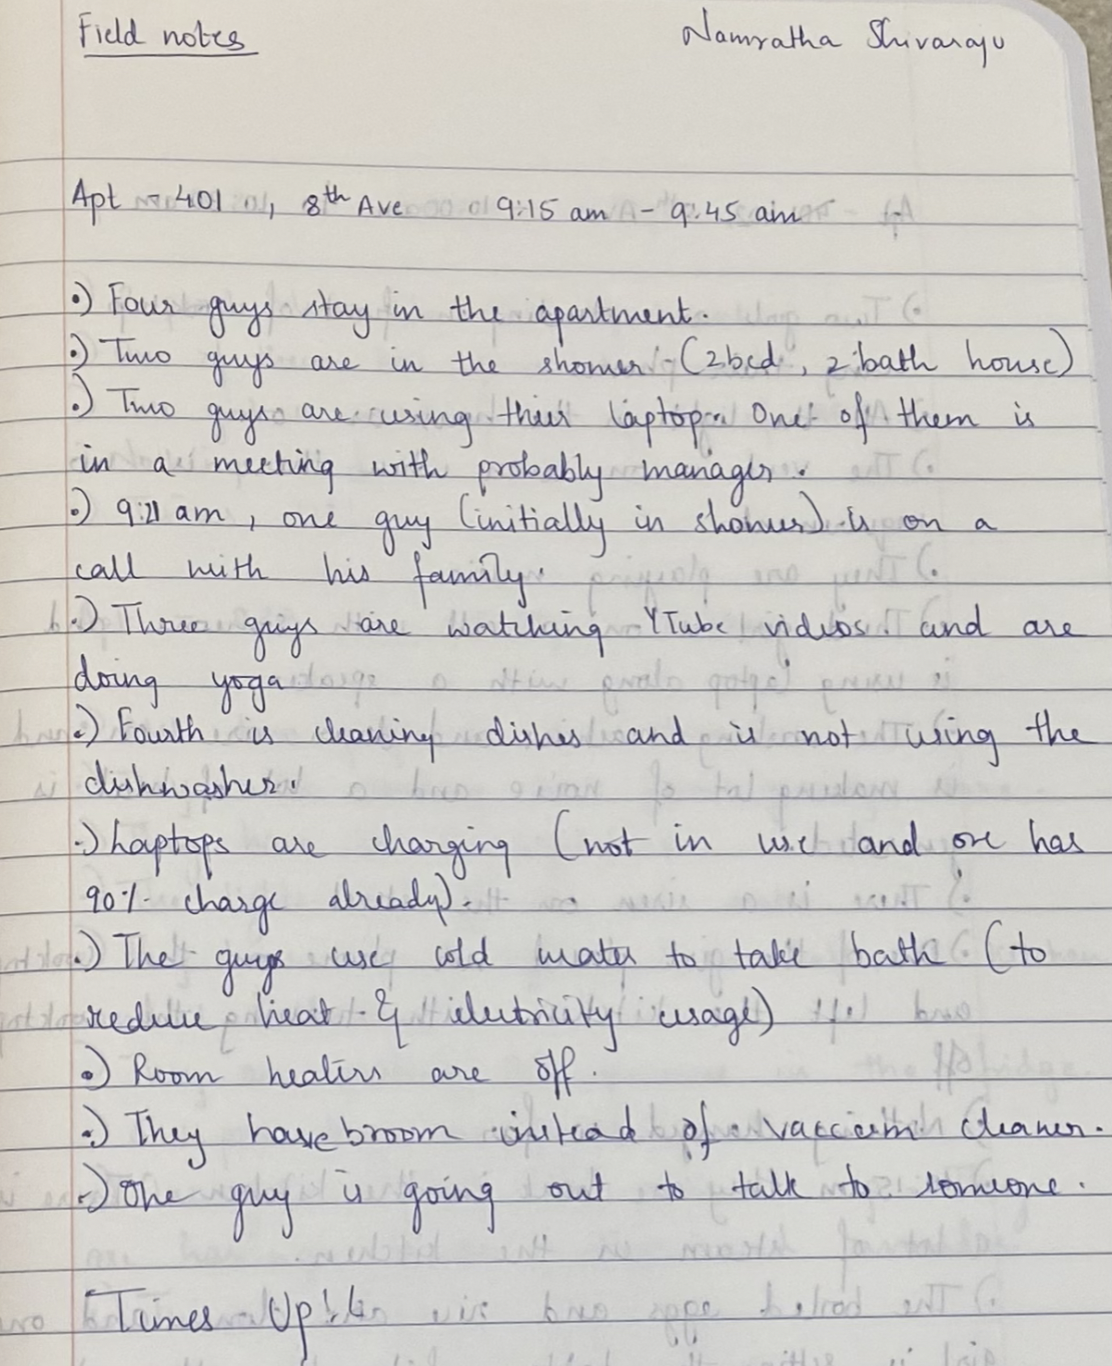 Field notes Namratha Shivaraju
Apt - 401 , 8th Ave 9:15 am - 9:45 am
•) Four guys stay in the apartment.
•) Two guys are in the shower - (2bed , 2 bath house)
•) Two guys are using their laptop. One of them is
in a meeting with probably manager.
•) 9:21 am , one guy (initially in shower) is on a
call with his family.
•) Three guys are watching YTube videos. and are
doing yoga
•) Fourth is cleaning dishes and is not using the
dishwasher.
•) Laptops are charging (not in use and one has
90% charge already).
•) The guys use cold water to take bath (to
reduce heat & electricity usage)
•) Room heaters are off.
•) They have broom instead of vaccum cleaner.
•) One guy is going out to talk to someone.
Times Up!!